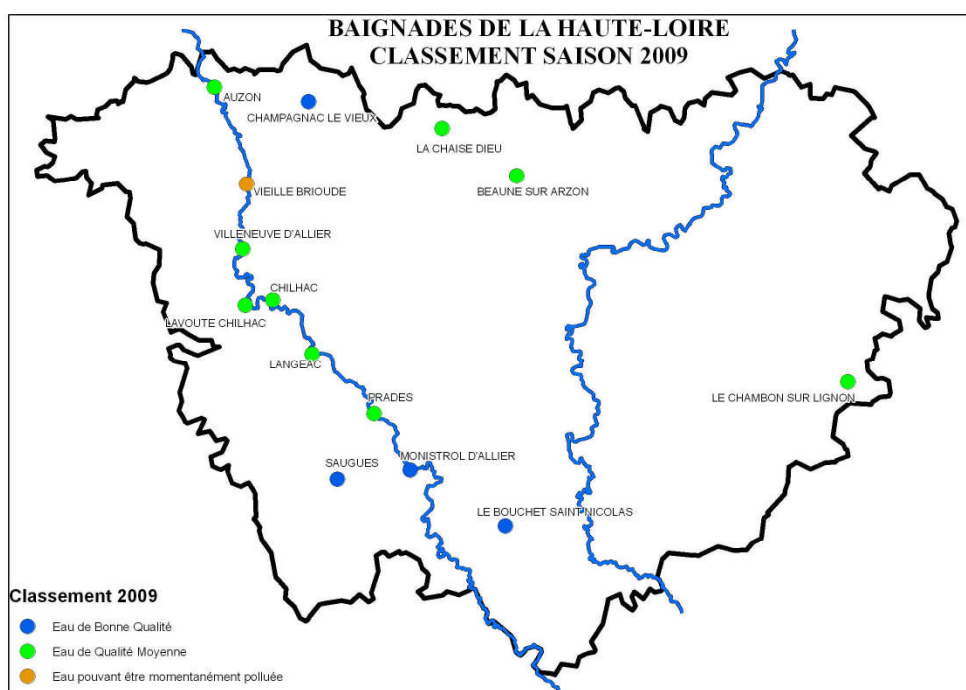 BAIGNADES DE LA HAUTE-LOIRE
CLASSEMENT SAISON 2009
AUZON
CHAMPAGNAC LE VIEUX
LA CHAISE DIEU
BEAUNE SUR ARZON
VIEILLE BRIOUDE
VILLENEUVE D'ALLIER
CHILHAC
LAVOUTE CHILHAC
LANGEAC
LE CHAMBON SUR LIGNON
PRADES
SAUGUES
MONISTROL D'ALLIER
LE BOUCHET SAINT NICOLAS
Classement 2009
Eau de Bonne Qualité
Eau de Qualité Moyenne
Eau pouvant être momentanément polluée